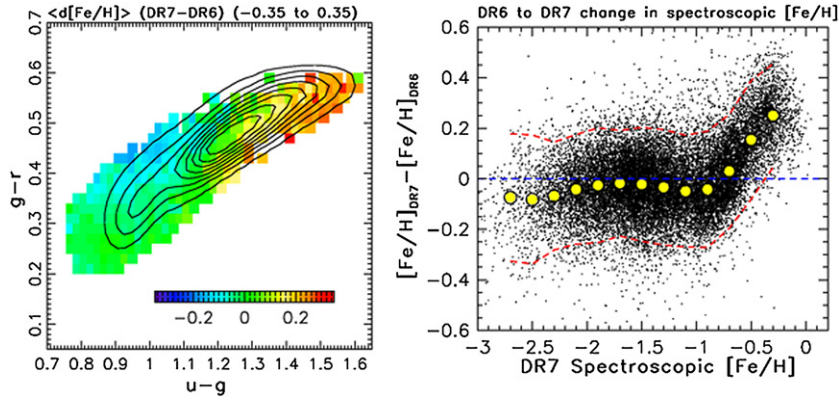 <d[Fe/H]> (DR7-DR6) (-0.35 to 0.35)
0.6
0.5
0.4
0.3
0.2
0.1
g-r
-0.2 0 0.2
0.7 0.8 0.9 1 1.1 1.2 1.3 1.4 1.5 1.6
u-g
DR6 to DR7 change in spectroscopic [Fe/H]
0.6
0.4
0.2
0
-0.2
-0.4
-0.6
[Fe/H]DR7-[Fe/H]DR6
-3 -2.5 -2 -1.5 -1 -0.5 0
DR7 Spectroscopic [Fe/H]